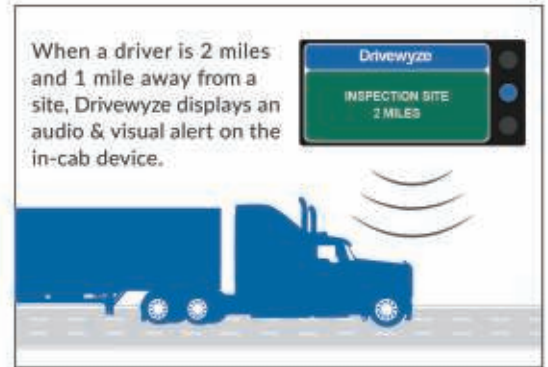 When a driver is 2 miles
and 1 mile away from a
site, Drivewyze displays an
audio & visual alert on the
in-cab device.
Drivewyze
INSPECTION SITE
2 MILES